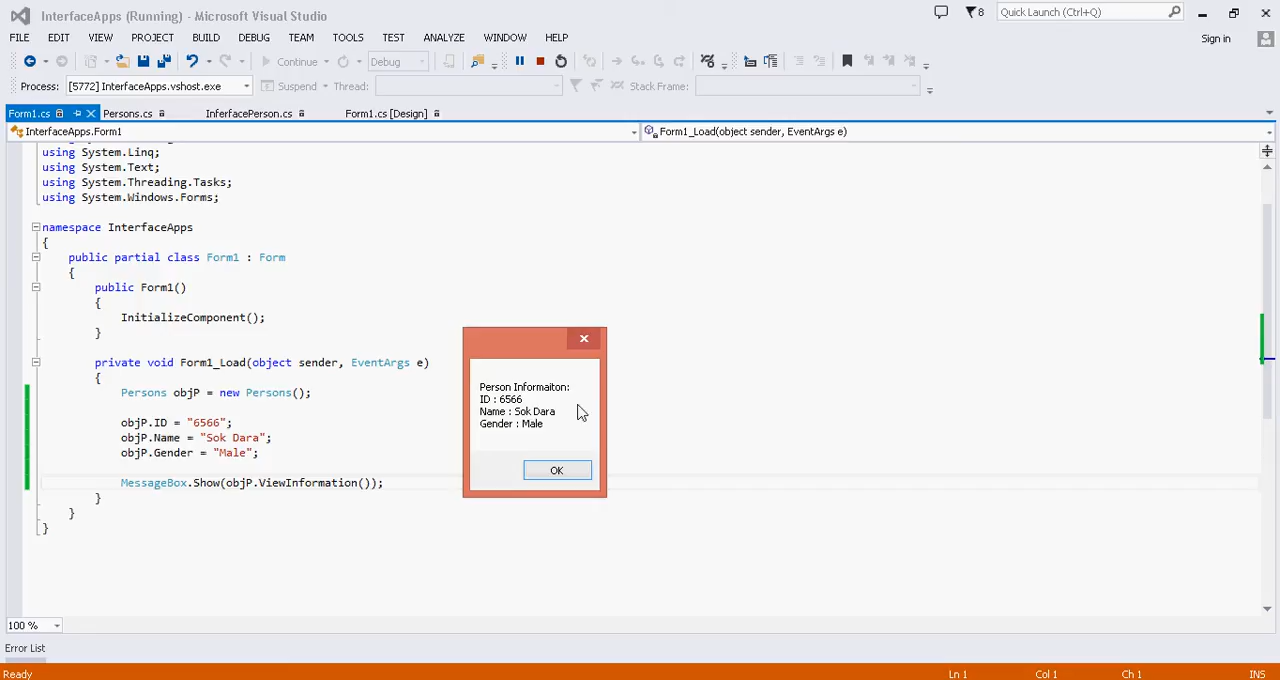 InterfaceApps (Running) - Microsoft Visual Studio
8
Quick Launch (Ctrl+Q)
FILE EDIT VIEW PROJECT BUILD DEBUG TEAM TOOLS TEST ANALYZE WINDOW HELP
Sign in
Continue Debug
Process: [5772] InterfaceApps.vshost.exe Suspend Thread: Stack Frame:
Form1.cs Persons.cs InferfacePerson.cs Form1.cs [Design]
InterfaceApps.Form1 Form1_Load(object sender, EventArgs e)
using System.Linq;
using System.Text;
using System.Threading.Tasks;
using System.Windows.Forms;
namespace InterfaceApps
{
public partial class Form1 : Form
{
public Form1()
{
InitializeComponent();
}
private void Form1_Load(object sender, EventArgs e)
{
Persons objP = new Persons();
objP.ID = "6566";
objP.Name = "Sok Dara";
objP.Gender = "Male";
MessageBox.Show(objP.ViewInformation());
}
}
}
Person Informaiton:
ID : 6566
Name : Sok Dara
Gender : Male
OK
100 %
Error List
Ready Ln 1 Col 1 Ch 1 INS